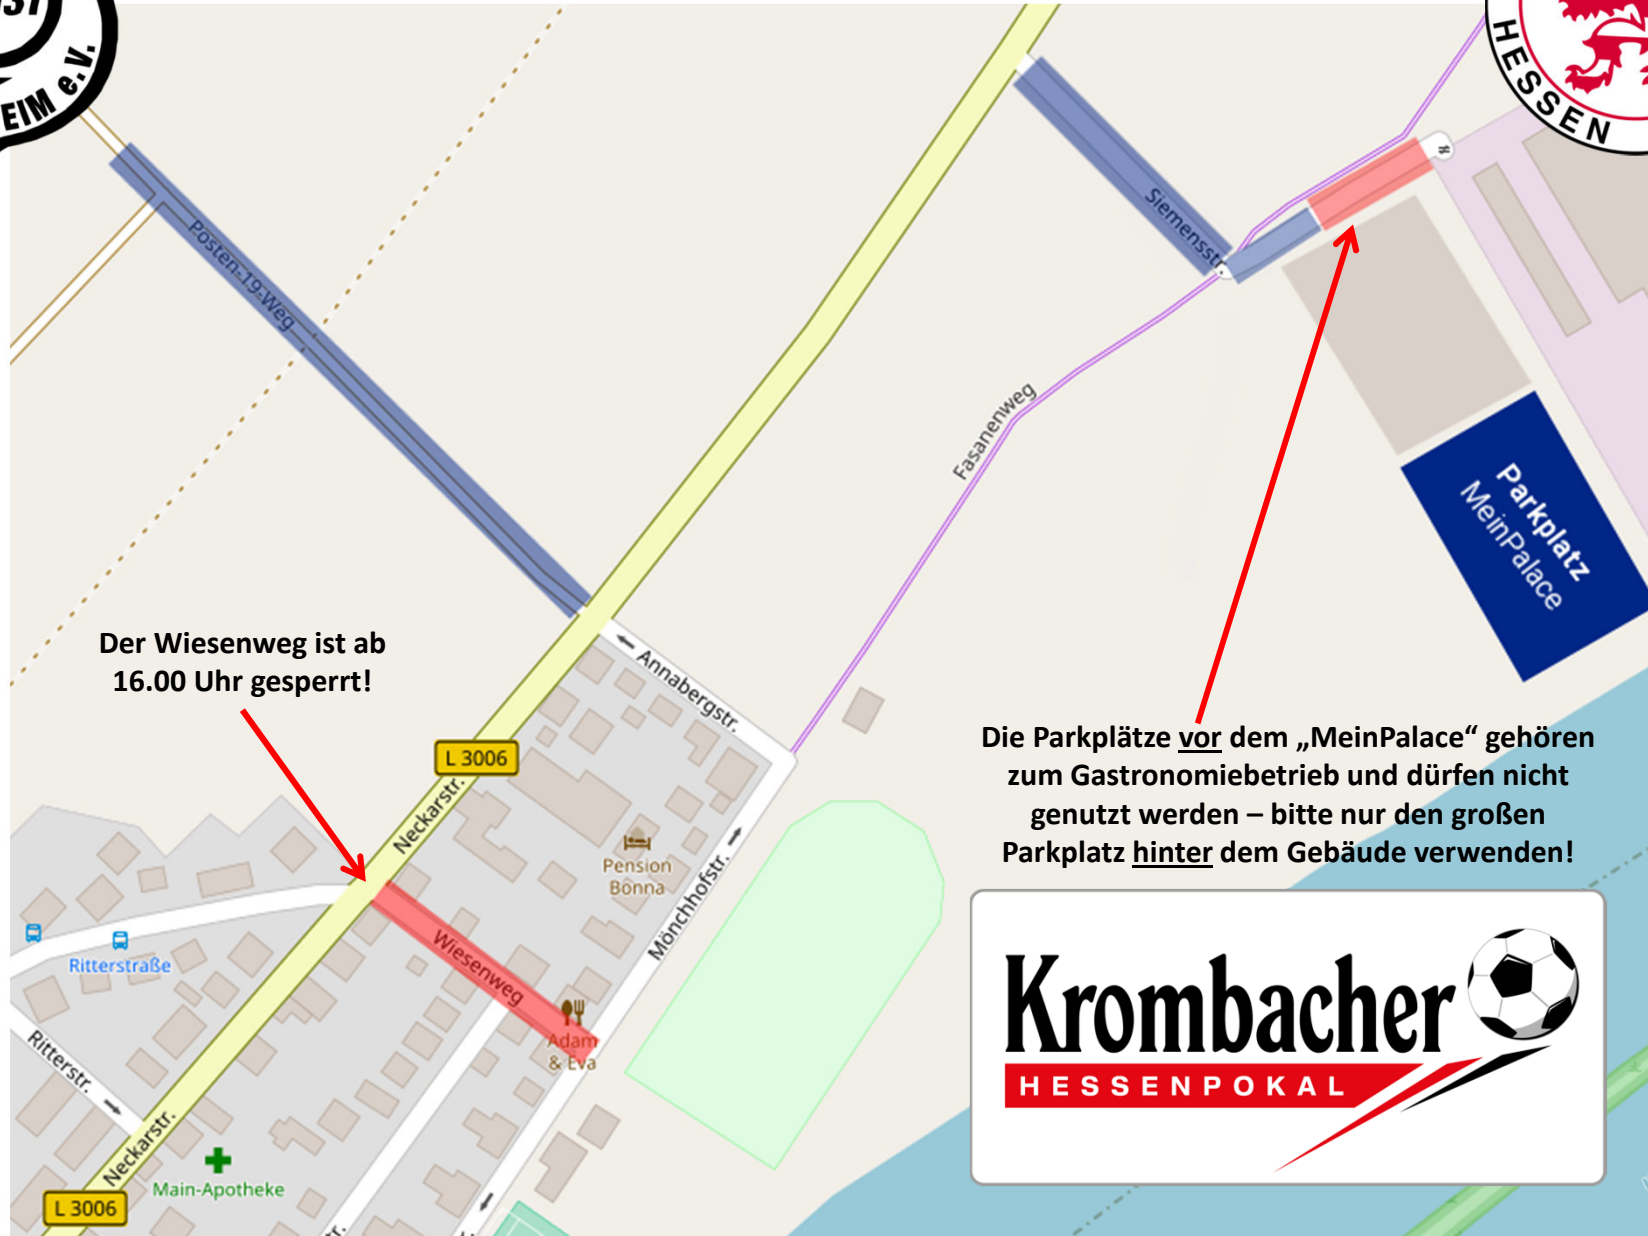 EIM e.V.
HESSEN
Siemensstr.
Posten-19-Weg
Fasanenweg
Parkplatz
MeinPalace
Der Wiesenweg ist ab
16.00 Uhr gesperrt!
Annabergstr.
L 3006
Neckarstr.
Die Parkplätze vor dem „MeinPalace“ gehören
zum Gastronomiebetrieb und dürfen nicht
genutzt werden – bitte nur den großen
Parkplatz hinter dem Gebäude verwenden!
Pension
Bonna
Mönchhofstr.
Wiesenweg
Ritterstraße
Adam
& Eva
Ritterstr.
Krombacher
HESSENPOKAL
Neckarstr.
Main-Apotheke
L 3006